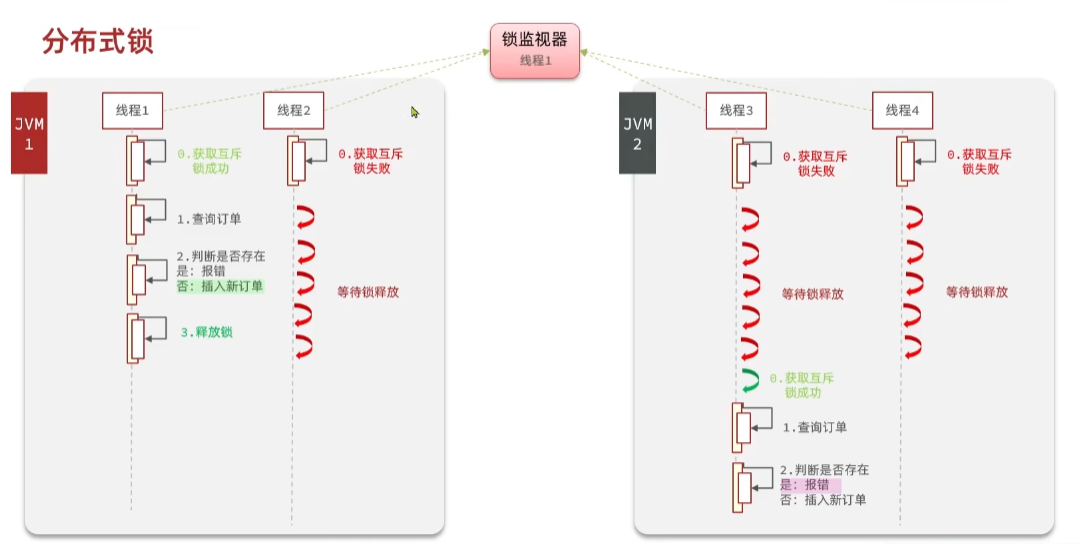 分布式锁
锁监视器
线程1
JVM
1
线程1
0.获取互斥
锁成功
1.查询订单
2.判断是否存在
是: 报错
否: 插入新订单
3.释放锁
线程2
0.获取互斥
锁失败
等待锁释放
JVM
2
线程3
0.获取互斥
锁失败
等待锁释放
0.获取互斥
锁成功
1.查询订单
2.判断是否存在
是: 报错
否: 插入新订单
线程4
0.获取互斥
锁失败
等待锁释放